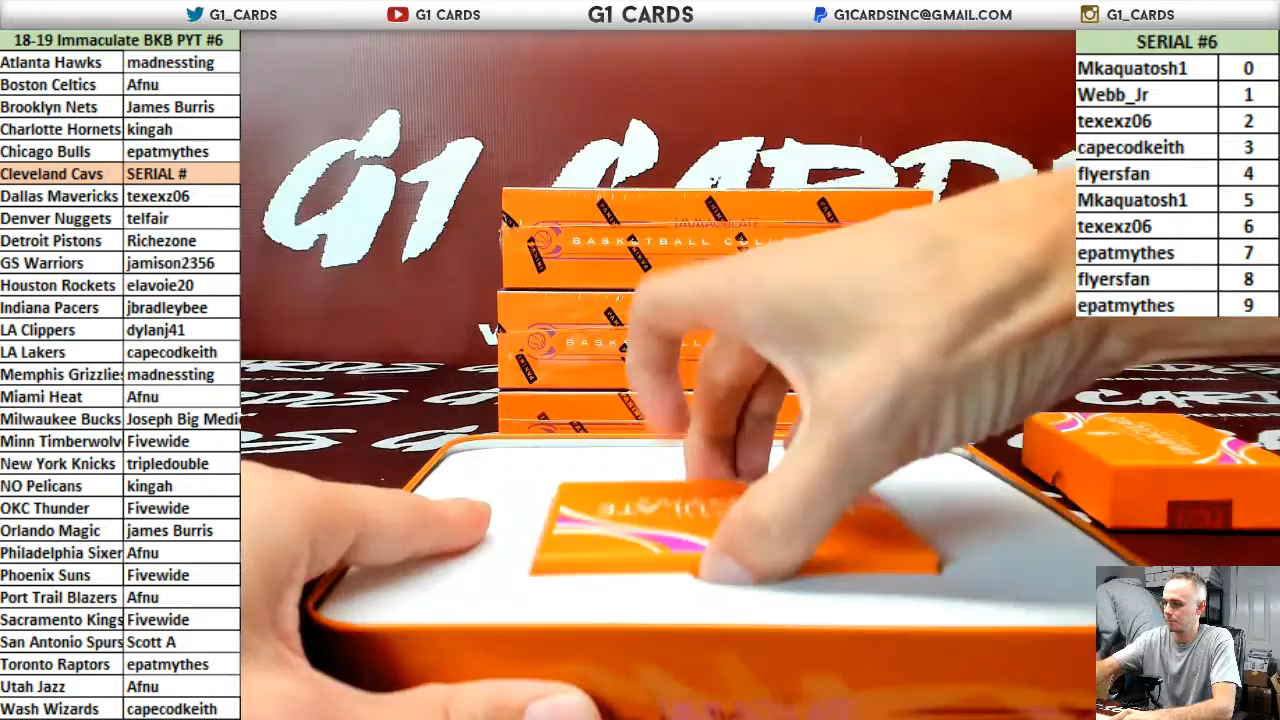 G1_CARDS
G1 CARDS
G1 CARDS
G1CARDSINC@GMAIL.COM
G1_CARDS
18-19 Immaculate BKB PYT #6
Atlanta Hawks madnessting
Boston Celtics Afnu
Brooklyn Nets James Burris
Charlotte Hornets kingah
Chicago Bulls epatmythes
Cleveland Cavs SERIAL #
Dallas Mavericks texexz06
Denver Nuggets telfair
Detroit Pistons Richezone
GS Warriors jamison2356
Houston Rockets elavoie20
Indiana Pacers jbradleybee
LA Clippers dylanj41
LA Lakers capecodkeith
Memphis Grizzlies madnessting
Miami Heat Afnu
Milwaukee Bucks Joseph Big Medi
Minn Timberwolv Fivewide
New York Knicks tripledouble
NO Pelicans kingah
OKC Thunder Fivewide
Orlando Magic james Burris
Philadelphia Sixer Afnu
Phoenix Suns Fivewide
Port Trail Blazers Afnu
Sacramento Kings Fivewide
San Antonio Spurs Scott A
Toronto Raptors epatmythes
Utah Jazz Afnu
Wash Wizards capecodkeith
SERIAL #6
Mkaquatosh1 0
Webb_Jr 1
texexz06 2
capecodkeith 3
flyersfan 4
Mkaquatosh1 5
texexz06 6
epatmythes 7
flyersfan 8
epatmythes 9
G1 CARDS
IMMACULATE
BASKETBALL COLL
PANINI